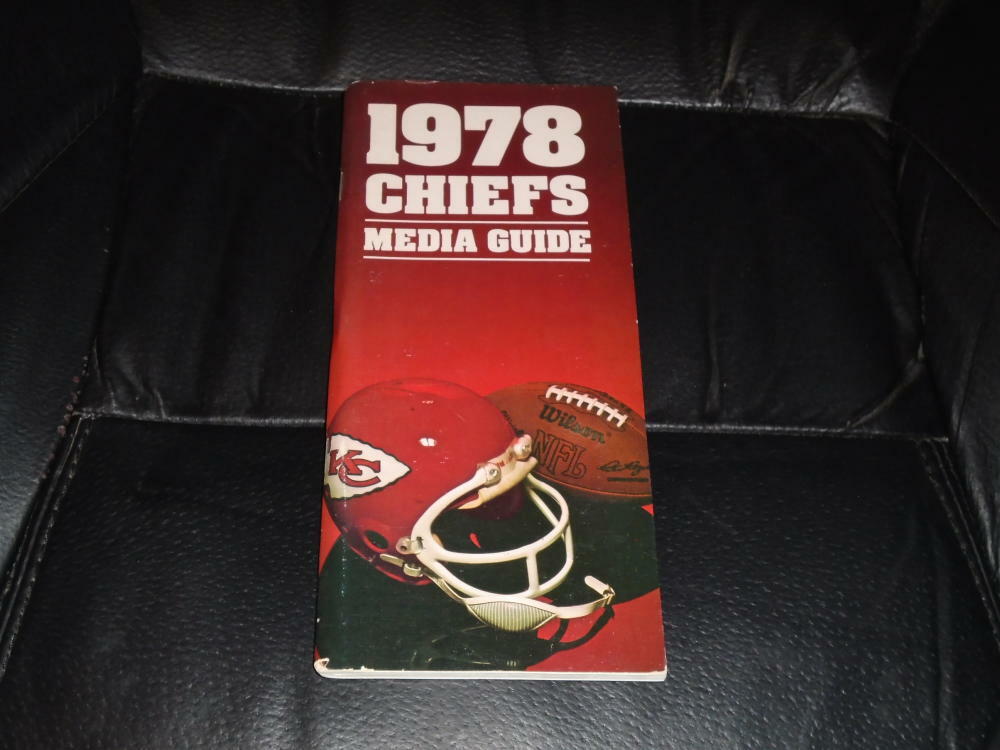 1978
CHIEFS
MEDIA GUIDE
KC
Wilson
NFL